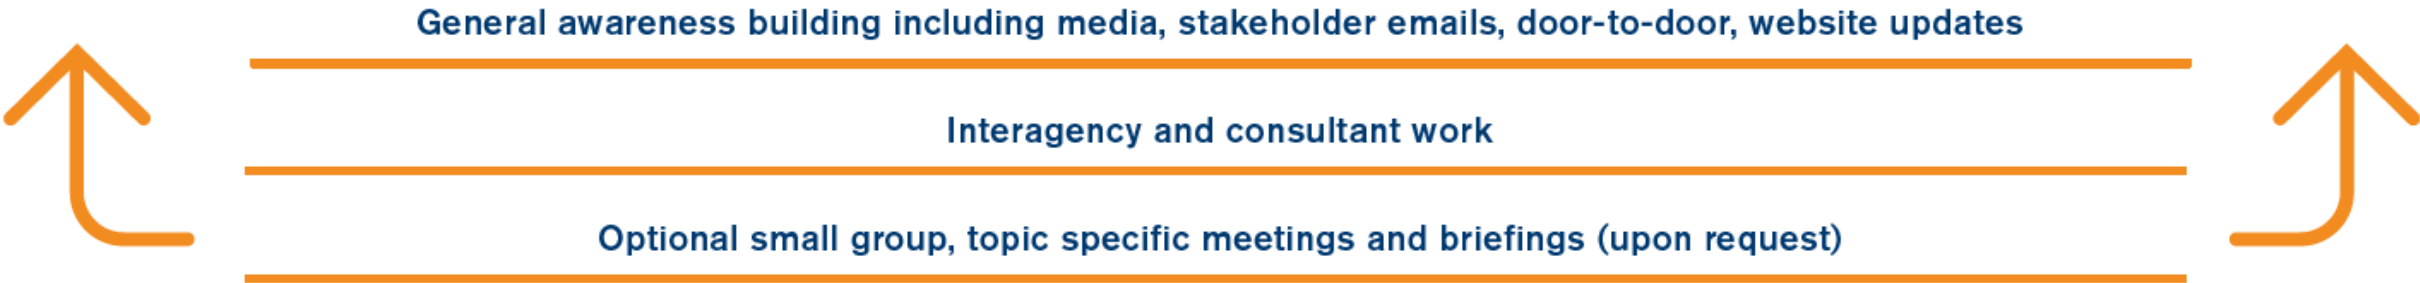 General awareness building including media, stakeholder emails, door-to-door, website updates
Interagency and consultant work
Optional small group, topic specific meetings and briefings (upon request)